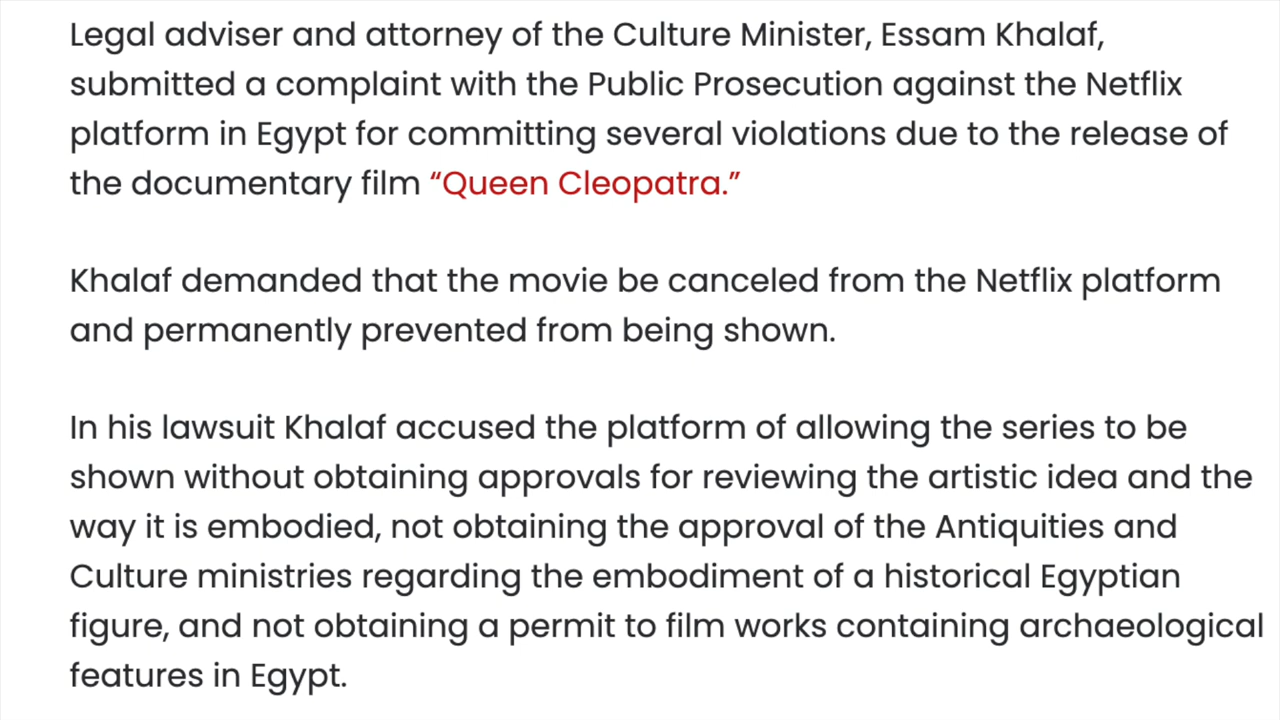 Legal adviser and attorney of the Culture Minister, Essam Khalaf,
submitted a complaint with the Public Prosecution against the Netflix
platform in Egypt for committing several violations due to the release of
the documentary film “Queen Cleopatra.”
Khalaf demanded that the movie be canceled from the Netflix platform
and permanently prevented from being shown.
In his lawsuit Khalaf accused the platform of allowing the series to be
shown without obtaining approvals for reviewing the artistic idea and the
way it is embodied, not obtaining the approval of the Antiquities and
Culture ministries regarding the embodiment of a historical Egyptian
figure, and not obtaining a permit to film works containing archaeological
features in Egypt.